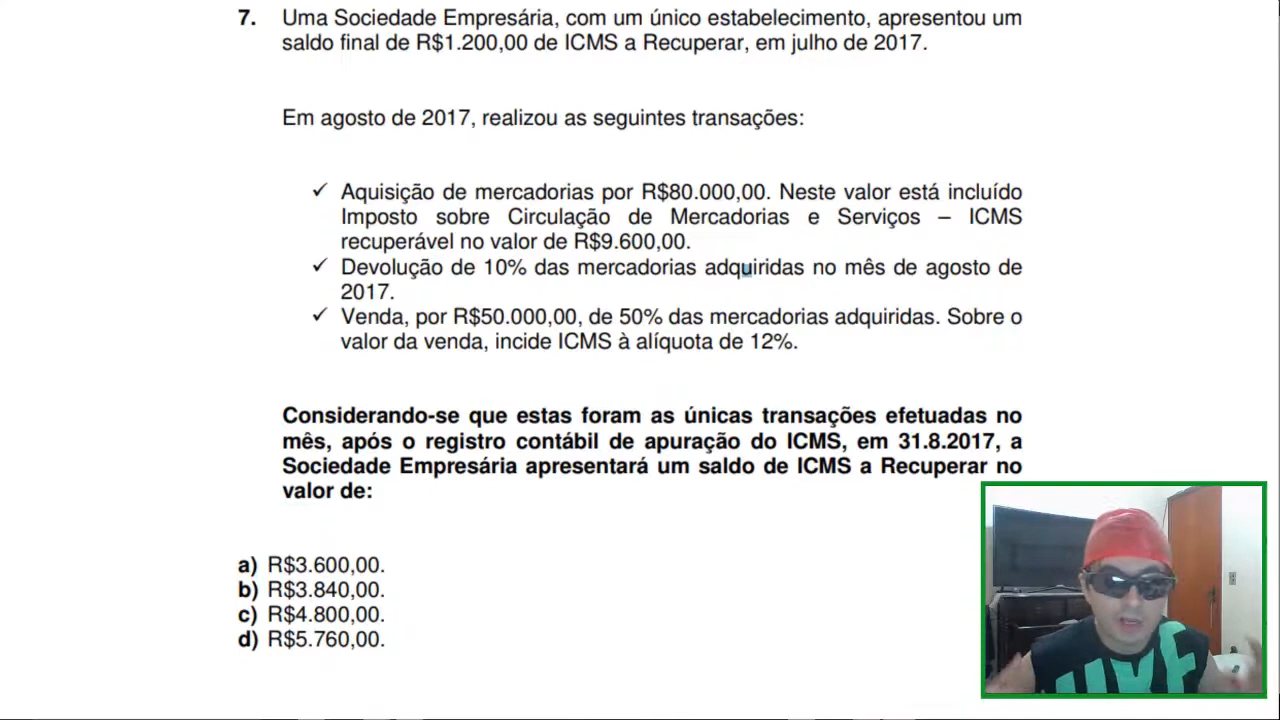 7. Uma Sociedade Empresária, com um único estabelecimento, apresentou um
saldo final de R$1.200,00 de ICMS a Recuperar, em julho de 2017.
Em agosto de 2017, realizou as seguintes transações:
✓ Aquisição de mercadorias por R$80.000,00. Neste valor está incluído
Imposto sobre Circulação de Mercadorias e Serviços – ICMS
recuperável no valor de R$9.600,00.
✓ Devolução de 10% das mercadorias adquiridas no mês de agosto de
2017.
✓ Venda, por R$50.000,00, de 50% das mercadorias adquiridas. Sobre o
valor da venda, incide ICMS à alíquota de 12%.
Considerando-se que estas foram as únicas transações efetuadas no
mês, após o registro contábil de apuração do ICMS, em 31.8.2017, a
Sociedade Empresária apresentará um saldo de ICMS a Recuperar no
valor de:
a) R$3.600,00.
b) R$3.840,00.
c) R$4.800,00.
d) R$5.760,00.